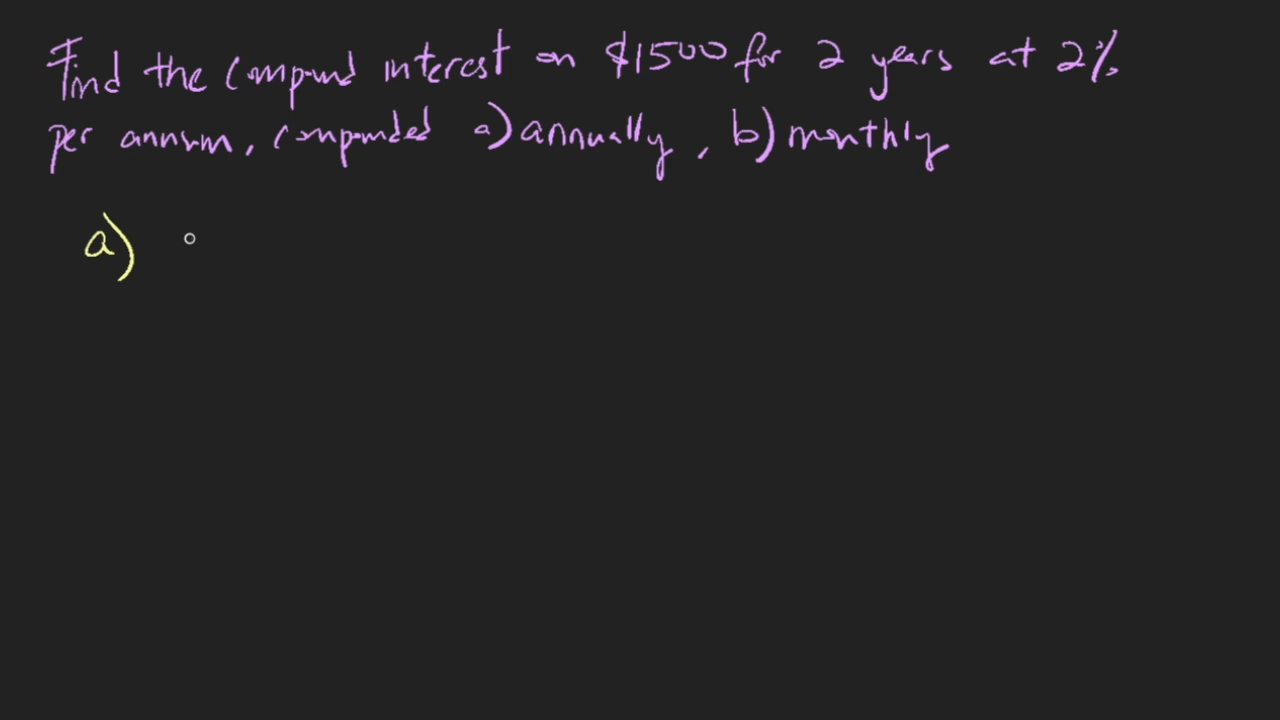 Find the compound interest on $1500 for 2 years at 2%
per annum, compounded a) annually, b) monthly
a)